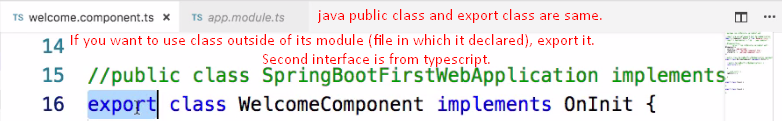 TS welcome.component.ts × TS app.module.ts java public class and export class are same.
14 If you want to use class outside of its module (file in which it declared), export it.
Second interface is from typescript.
15 //public class SpringBootFirstWebApplication implements
16 export class WelcomeComponent implements OnInit {